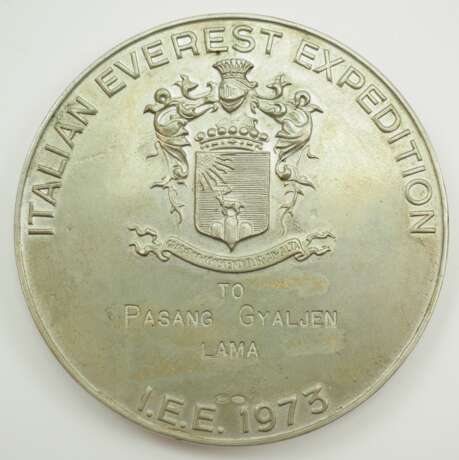 ITALIAN EVEREST EXPEDITION
TO
PASANG GYALJEN
LAMA
I.E.E. 1973